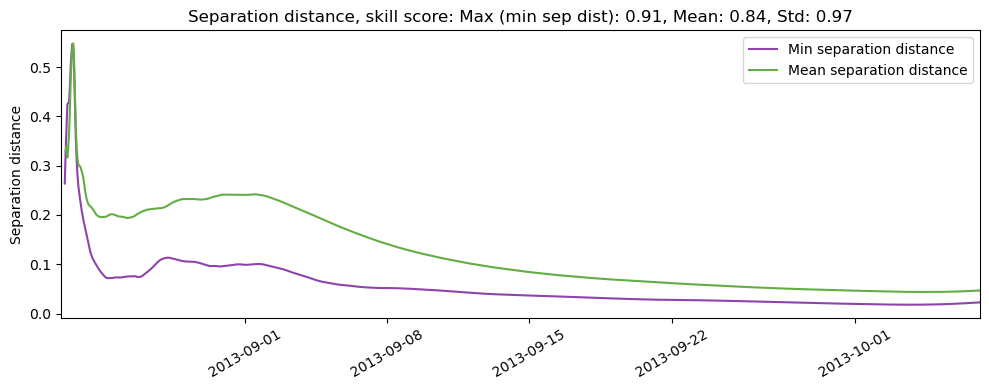 Separation distance, skill score: Max (min sep dist): 0.91, Mean: 0.84, Std: 0.97
Min separation distance
Mean separation distance
Separation distance
0.5
0.4
0.3
0.2
0.1
0.0
2013-09-01
2013-09-08
2013-09-15
2013-09-22
2013-10-01